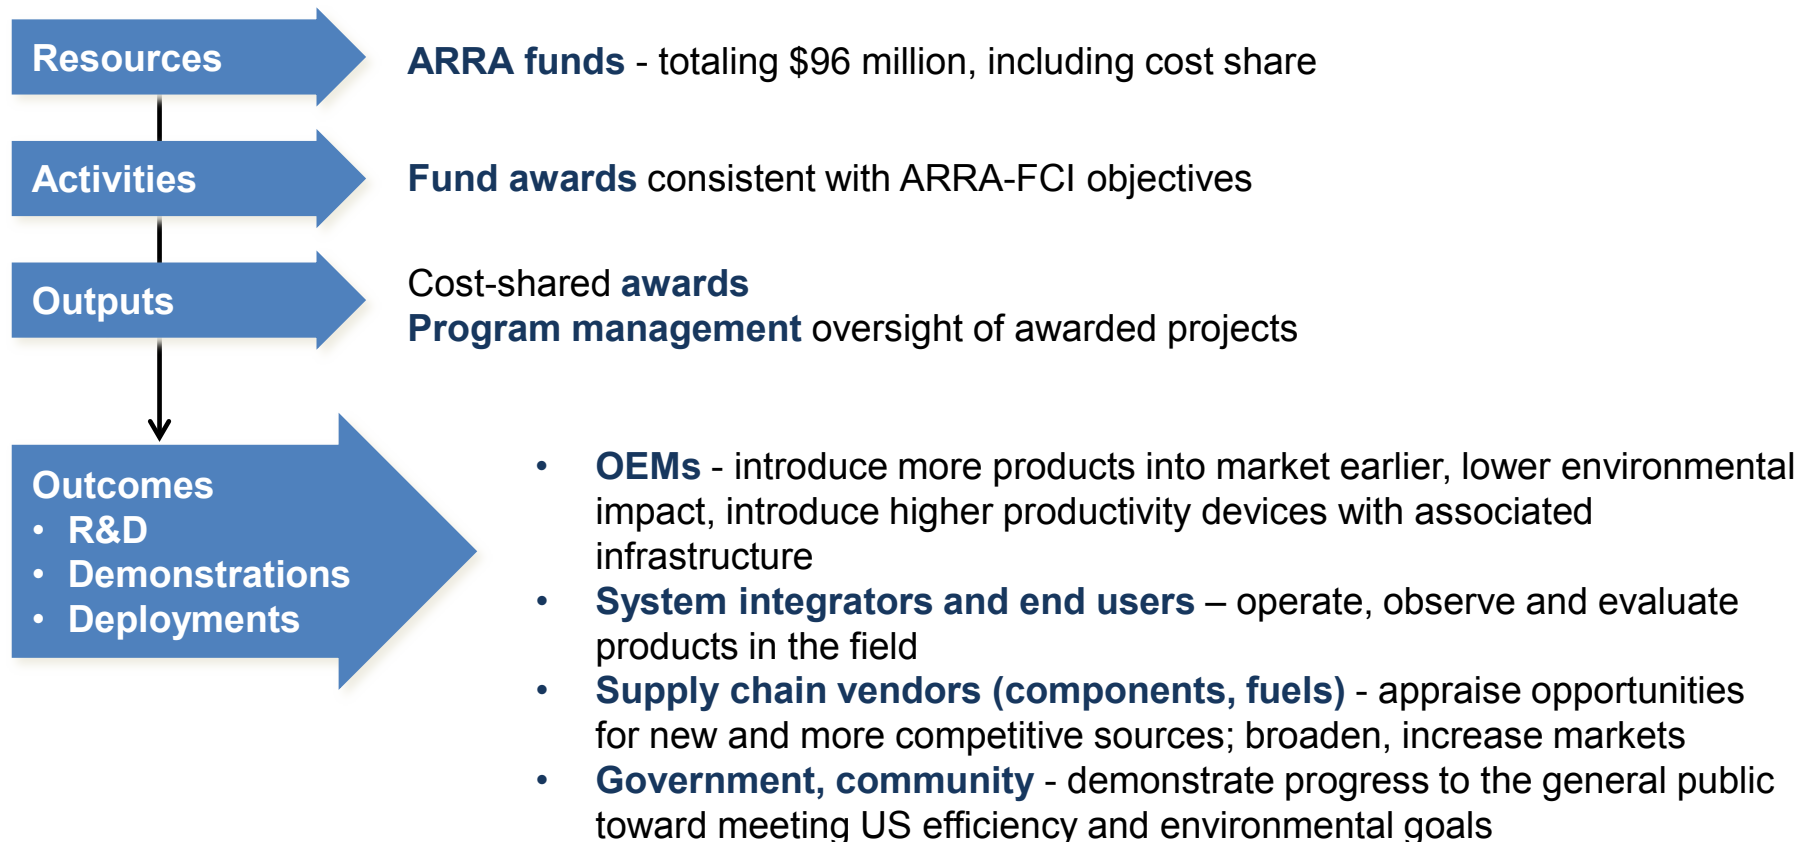 Resources
ARRA funds - totaling $96 million, including cost share
Activities
Fund awards consistent with ARRA-FCI objectives
Outputs
Cost-shared awards
Program management oversight of awarded projects
Outcomes
• R&D
• Demonstrations
• Deployments
• OEMs - introduce more products into market earlier, lower environmental
impact, introduce higher productivity devices with associated
infrastructure
• System integrators and end users – operate, observe and evaluate
products in the field
• Supply chain vendors (components, fuels) - appraise opportunities
for new and more competitive sources; broaden, increase markets
• Government, community - demonstrate progress to the general public
toward meeting US efficiency and environmental goals